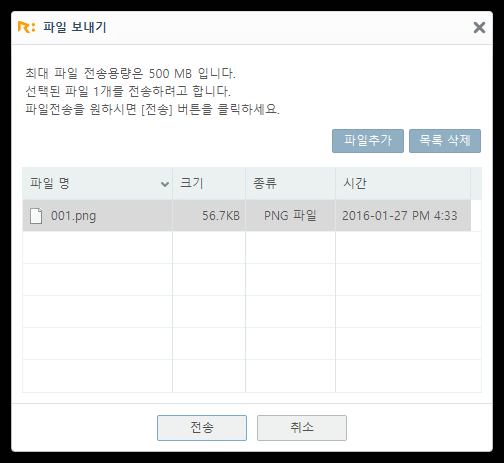 R: 파일 보내기
최대 파일 전송용량은 500 MB 입니다.
선택된 파일 1개를 전송하려고 합니다.
파일전송을 원하시면 [전송] 버튼을 클릭하세요.
파일추가 목록 삭제
파일 명 크기 종류 시간
001.png 56.7KB PNG 파일 2016-01-27 PM 4:33
전송 취소